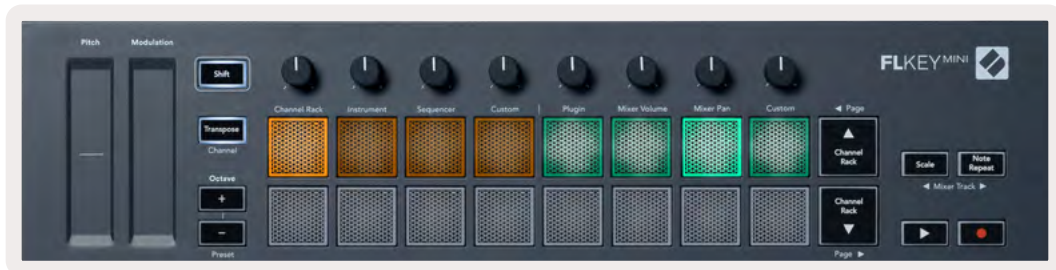 Pitch Modulation
Shift
FLKEY MINI
Channel Rack Instrument Sequencer Custom Plugin Mixer Volume Mixer Pan Custom ◄ Page
Transpose
Channel
▲
Channel
Rack
Scale
Note
Repeat
◄ Mixer Track ►
Octave
+
−
Preset
Channel
Rack
▼
Page ►